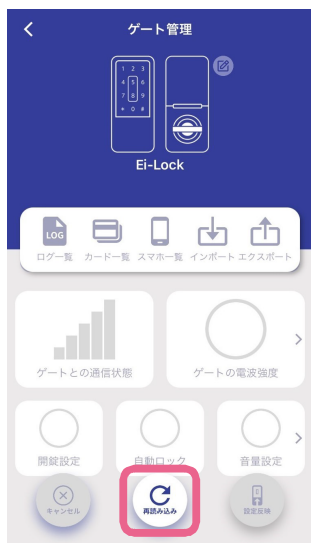 ゲート管理
1 2 3
4 5 6
7 8 9
* 0 #
Ei-Lock
LOG
ログ一覧 カード一覧 スマホ一覧 インポート エクスポート
ゲートとの通信状態 ゲートの電波強度
開錠設定 自動ロック 音量設定
キャンセル 再読み込み 設定反映